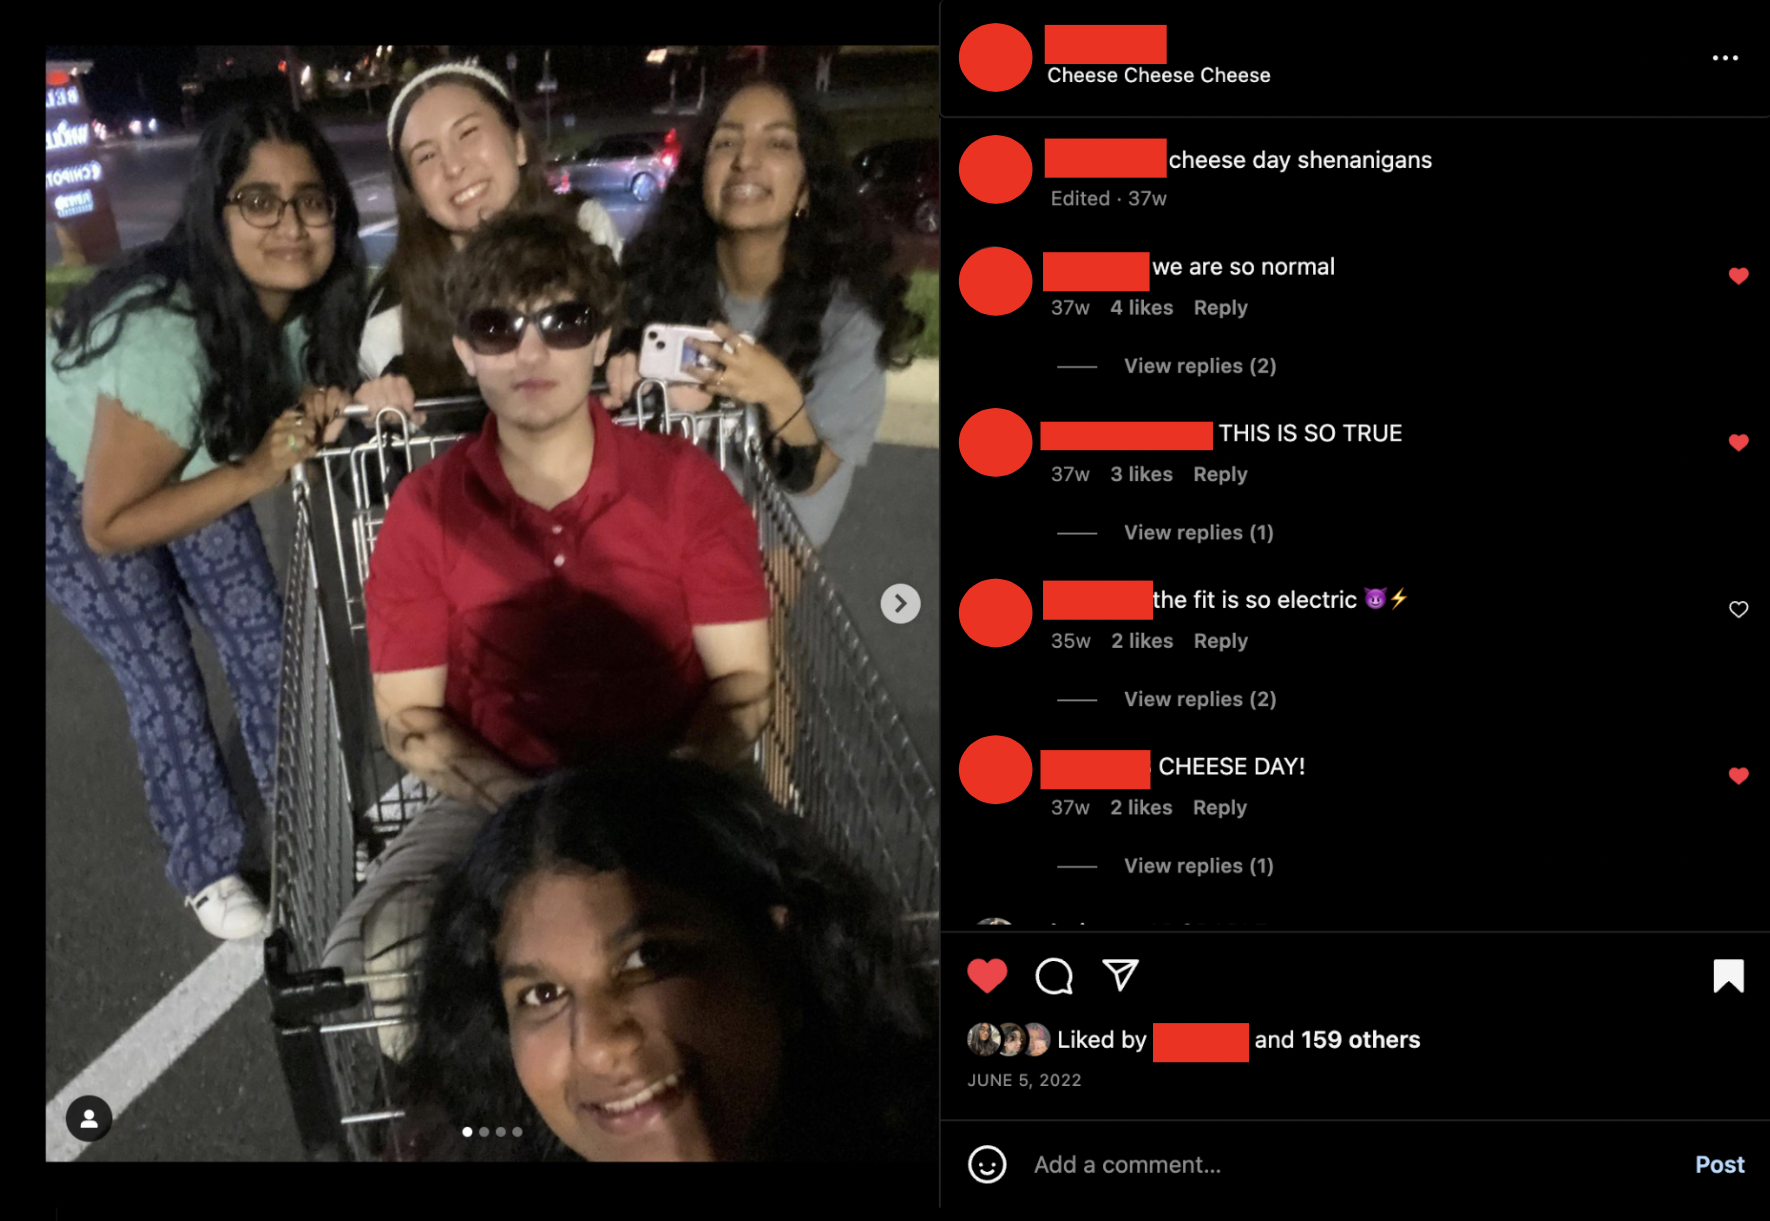 BEL
CHIPOT
Cheese Cheese Cheese
cheese day shenanigans
Edited · 37w
we are so normal
37w 4 likes Reply
View replies (2)
THIS IS SO TRUE
37w 3 likes Reply
View replies (1)
the fit is so electric 😈⚡
35w 2 likes Reply
View replies (2)
CHEESE DAY!
37w 2 likes Reply
View replies (1)
Liked by and 159 others
JUNE 5, 2022
Add a comment...
Post